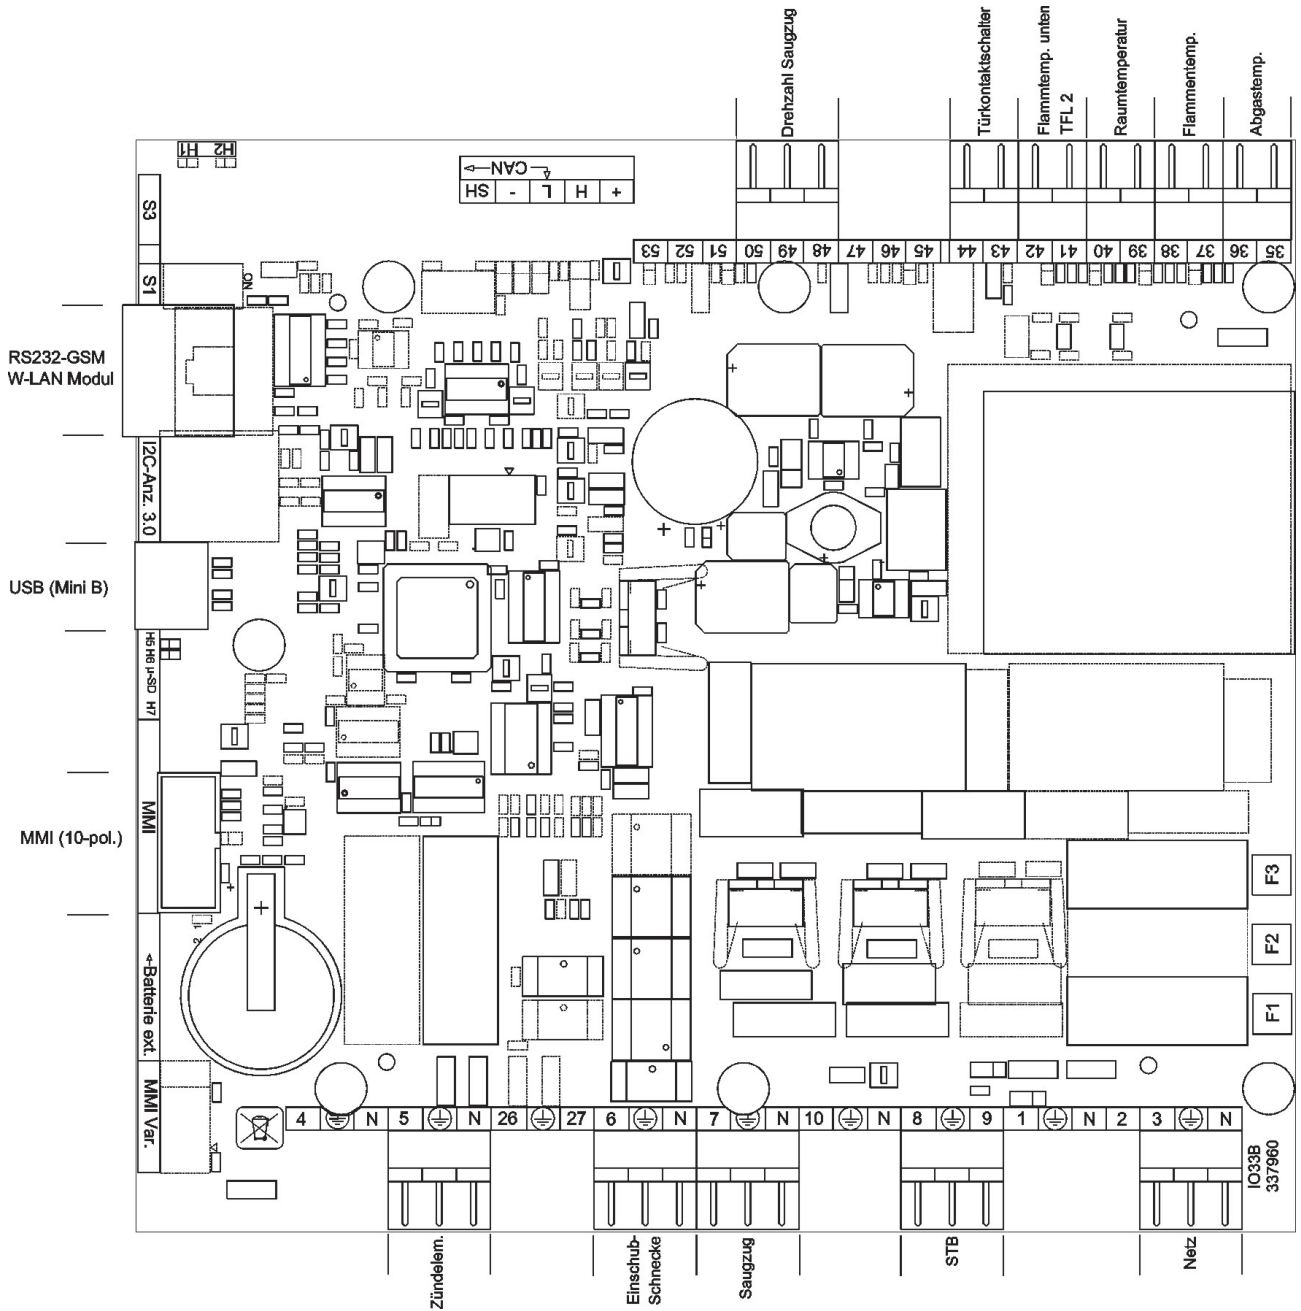 Drehzahl Saugzug
Türkontaktschalter
Flammtemp. unten
TFL 2
Raumtemperatur
Flammentemp.
Abgastemp.
H1 H2
CAN
SH - L H +
53 52 51 50 49 48 47 46 45 44 43 42 41 40 39 38 37 36 35
S3
S1
ON
RS232-GSM
W-LAN Modul
I2C-Anz. 3.0
USB (Mini B)
H5 H6 µ-SD H7
MMI
MMI (10-pol.)
2 1
Batterie ext.
MMI Var.
F3
F2
F1
4 N 5 N 26 27 6 N 7 N 10 N 8 9 1 N 2 3 N
IO33B
337960
Zündelem.
Einschub-
Schnecke
Saugzug
STB
Netz